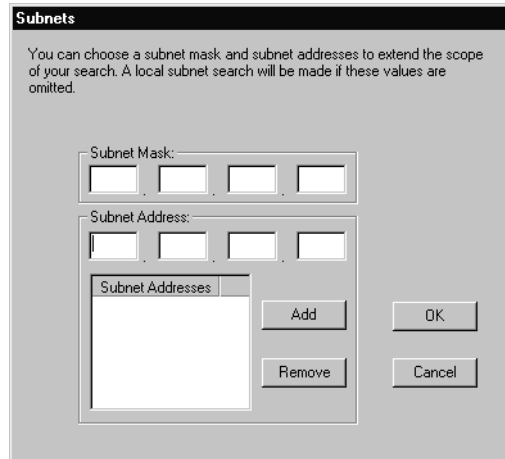 Subnets
You can choose a subnet mask and subnet addresses to extend the scope
of your search. A local subnet search will be made if these values are
omitted.
Subnet Mask:
. . .
Subnet Address:
. . .
Subnet Addresses
Add
OK
Remove
Cancel